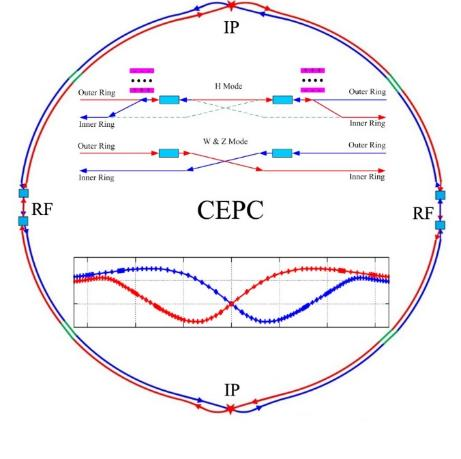 IP
H Mode
Outer Ring
Outer Ring
Inner Ring
Inner Ring
W & Z Mode
Outer Ring
Outer Ring
Inner Ring
Inner Ring
RF
RF
CEPC
IP